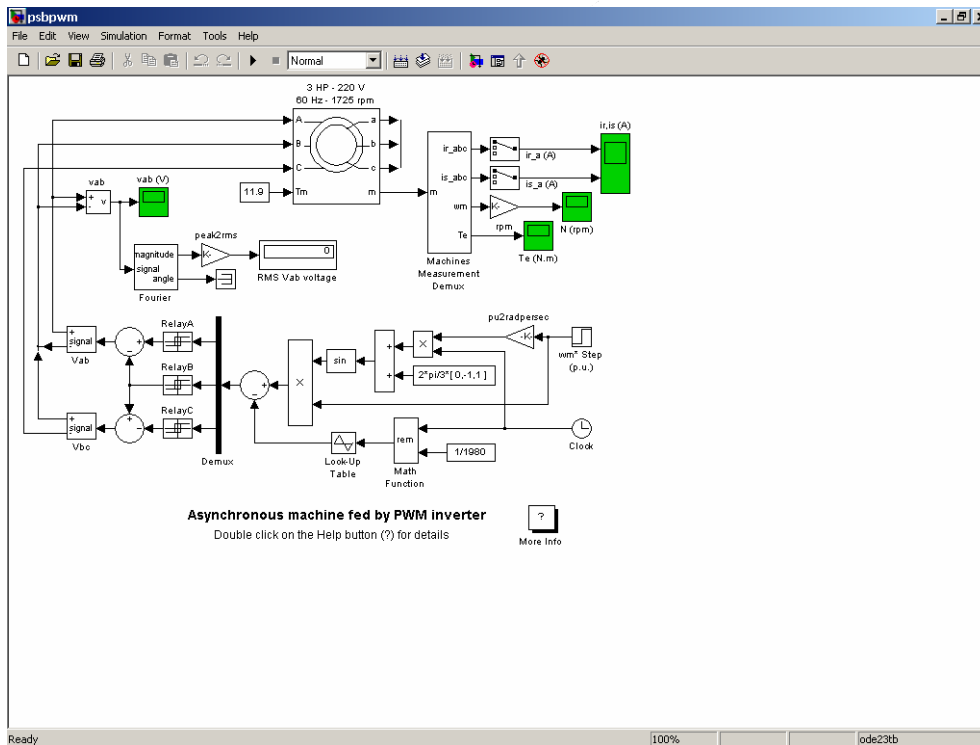 psbpwm
File Edit View Simulation Format Tools Help
Normal
3 HP - 220 V
60 Hz - 1725 rpm
A
B
C
Tm
a
b
c
m
11.9
vab
+
-
v
vab (V)
m
ir_abc
is_abc
wm
Te
Machines
Measurement
Demux
ir_a (A)
is_a (A)
ir,is (A)
-K-
rpm
N (rpm)
Te (N.m)
magnitude
signal
angle
Fourier
peak2rms
-K-
0
RMS Vab voltage
+
signal
-
Vab
+
signal
-
Vbc
RelayA
RelayB
RelayC
Demux
sin
×
+
+
×
2*pi/3*[ 0,-1,1 ]
pu2radpersec
-K-
wm* Step
(p.u.)
Look-Up
Table
rem
Math
Function
1/1980
Clock
Asynchronous machine fed by PWM inverter
Double click on the Help button (?) for details
?
More Info
Ready 100% ode23tb